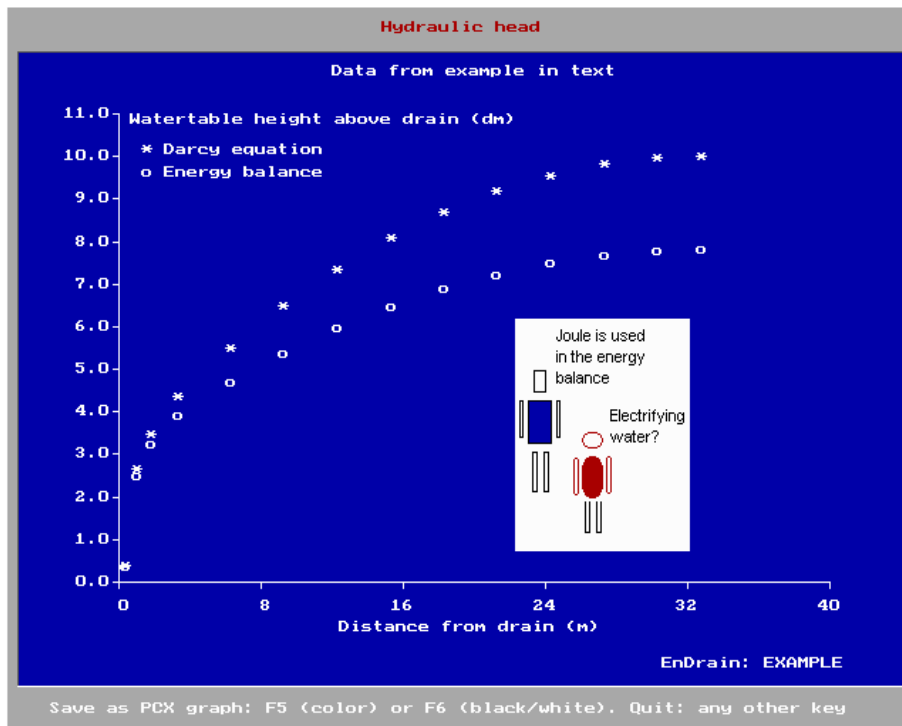 Hydraulic head
Data from example in text
Watertable height above drain (dm)
* Darcy equation
o Energy balance
11.0
10.0
9.0
8.0
7.0
6.0
5.0
4.0
3.0
2.0
1.0
0.0
Joule is used
in the energy
balance
Electrifying
water?
0 8 16 24 32 40
Distance from drain (m)
EnDrain: EXAMPLE
Save as PCX graph: F5 (color) or F6 (black/white). Quit: any other key